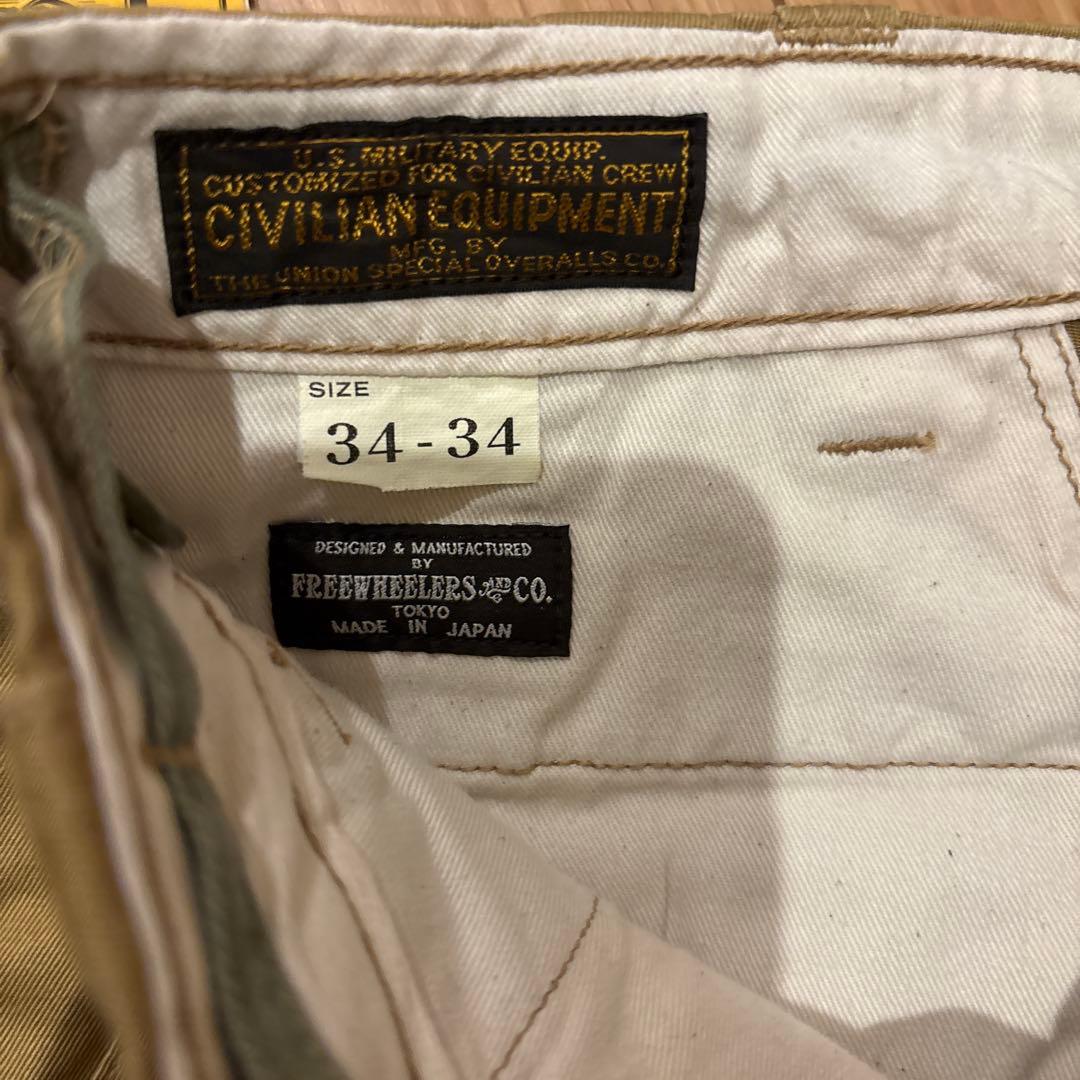 U.S. MILITARY EQUIP.
CUSTOMIZED FOR CIVILIAN CREW
CIVILIAN EQUIPMENT
MFG. BY
THE UNION SPECIAL OVERALLS CO.
SIZE
34-34
DESIGNED & MANUFACTURED
BY
FREEWHEELERS AND CO.
TOKYO
MADE IN JAPAN